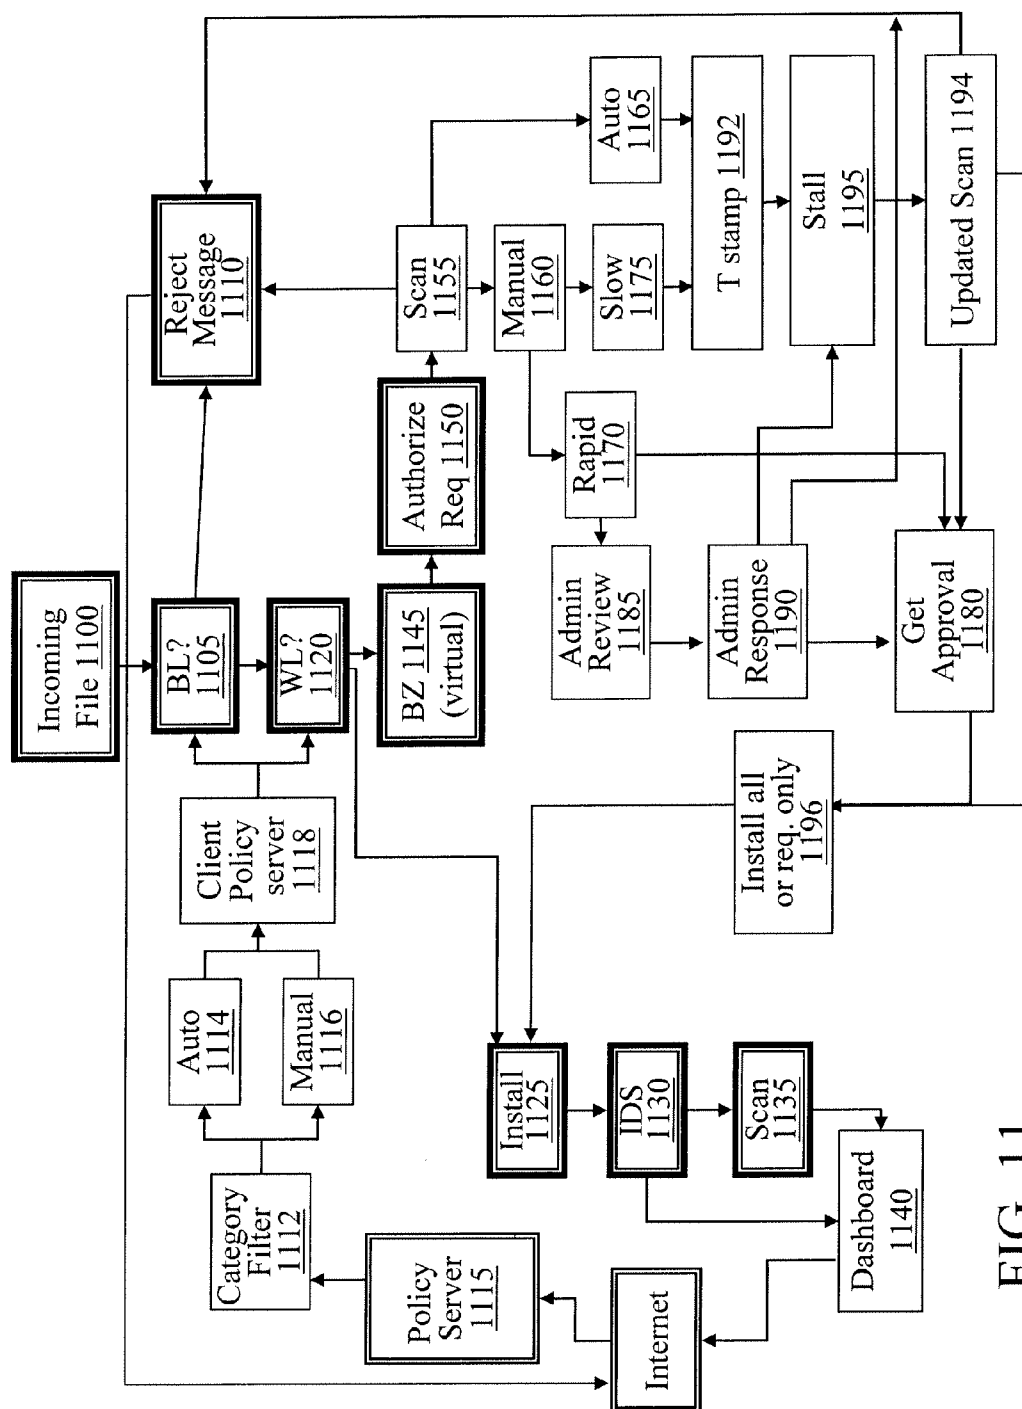 Incoming
File 1100
BL?
1105
Reject
Message
1110
WL?
1120
BZ 1145
(virtual)
Authorize
Req 1150
Scan
1155
Auto
1165
Manual
1160
Slow
1175
Rapid
1170
T stamp 1192
Stall
1195
Updated Scan 1194
Admin
Review
1185
Admin
Response
1190
Get
Approval
1180
Install all
or req. only
1196
Client
Policy
server
1118
Auto
1114
Manual
1116
Category
Filter
1112
Policy
Server
1115
Internet
Install
1125
IDS
1130
Scan
1135
Dashboard
1140
FIG. 11